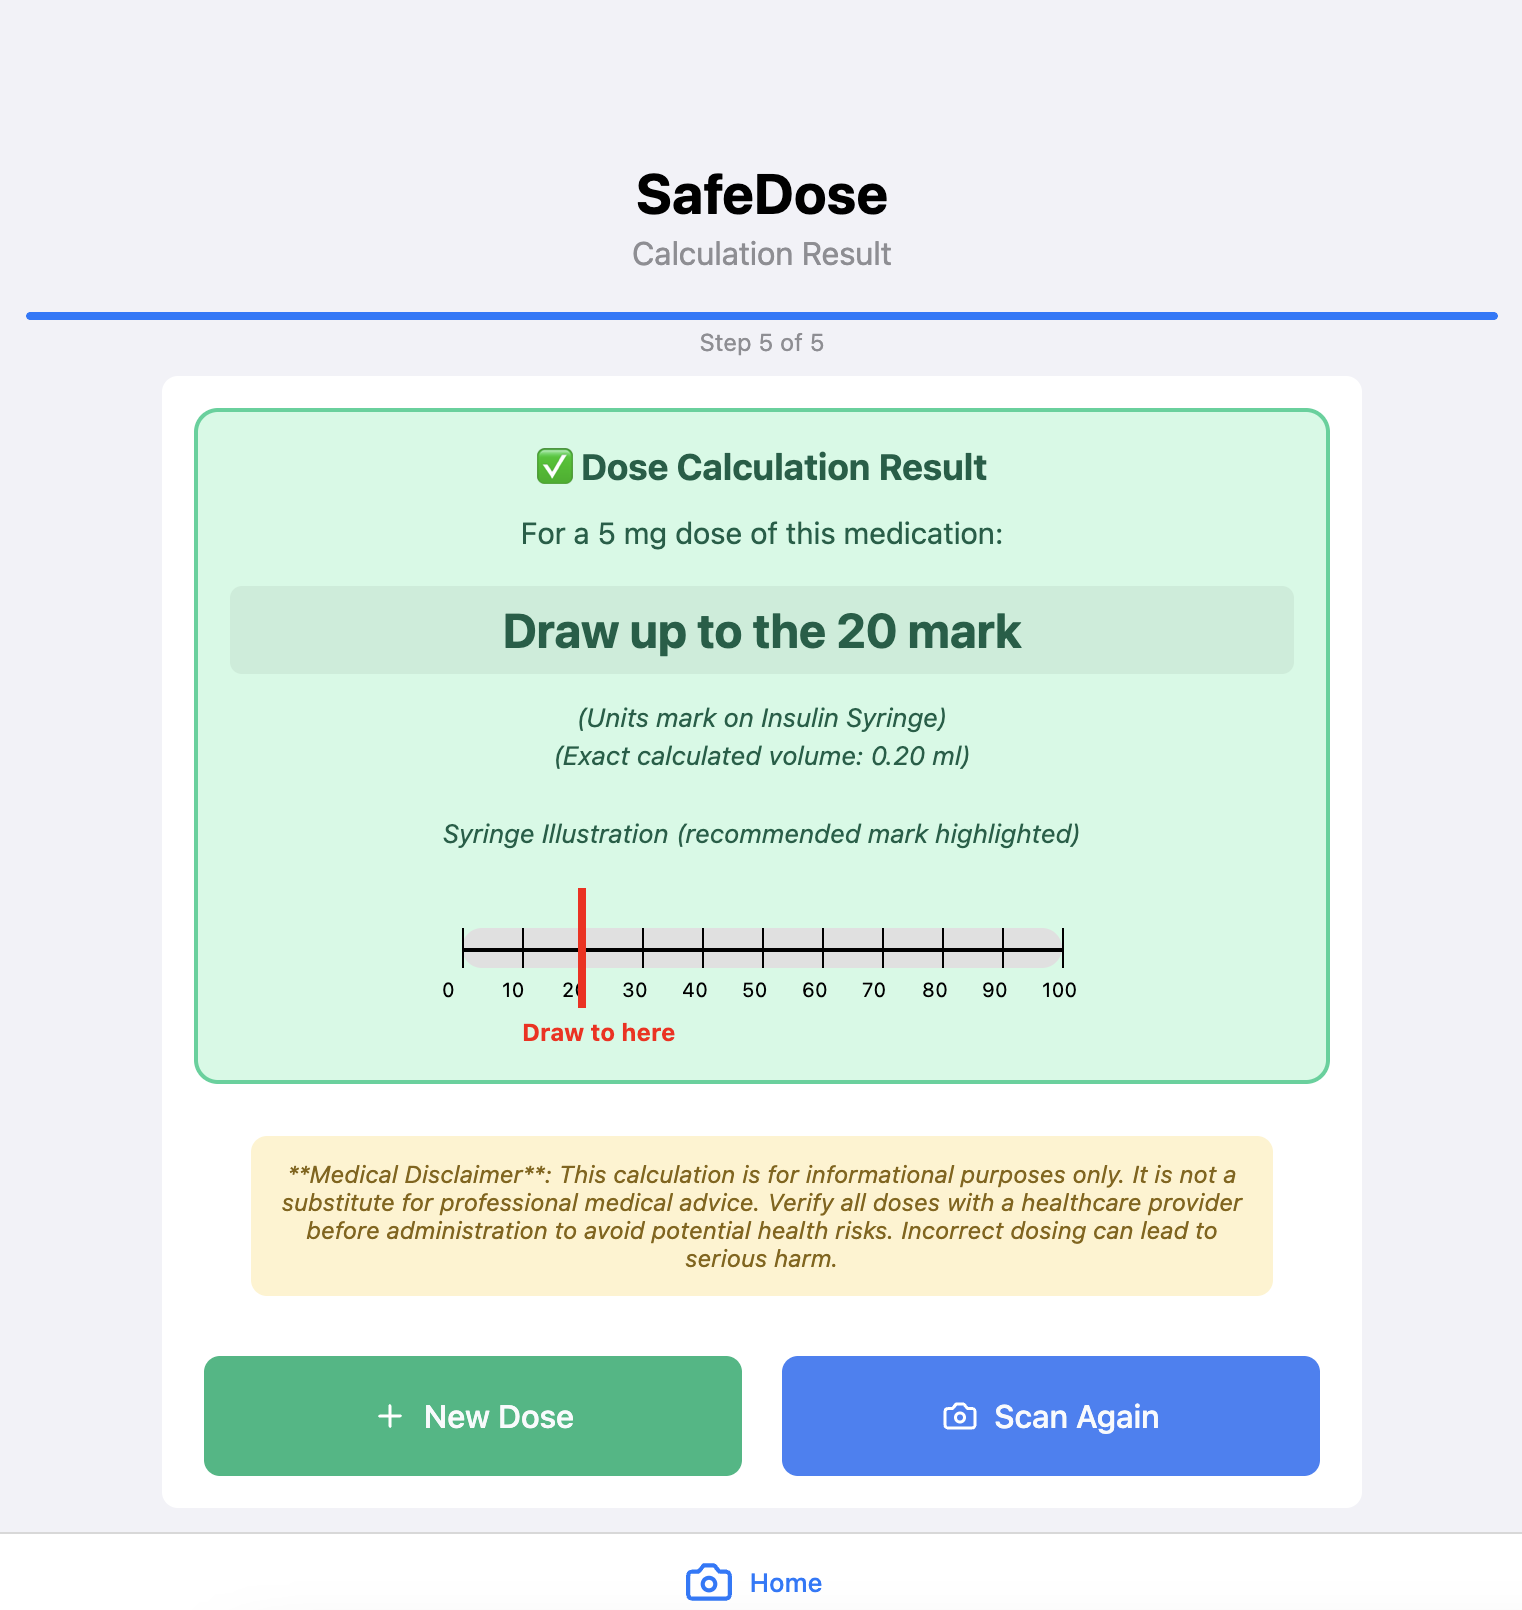 SafeDose
Calculation Result
Step 5 of 5
✅ Dose Calculation Result
For a 5 mg dose of this medication:
Draw up to the 20 mark
(Units mark on Insulin Syringe)
(Exact calculated volume: 0.20 ml)
Syringe Illustration (recommended mark highlighted)
0 10 20 30 40 50 60 70 80 90 100
Draw to here
**Medical Disclaimer**: This calculation is for informational purposes only. It is not a
substitute for professional medical advice. Verify all doses with a healthcare provider
before administration to avoid potential health risks. Incorrect dosing can lead to
serious harm.
+ New Dose
Scan Again
Home